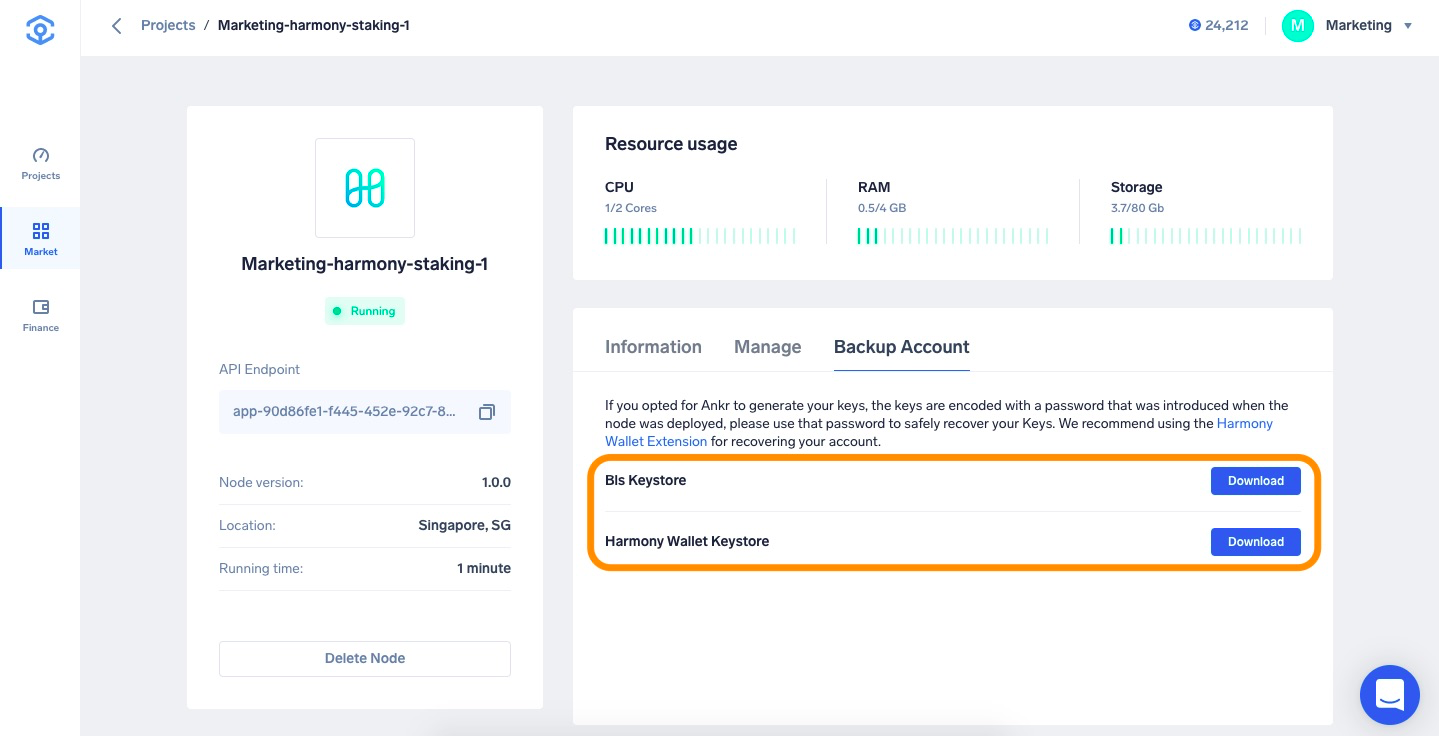 Projects / Marketing-harmony-staking-1
24,212
M
Marketing
Projects
Market
Finance
Marketing-harmony-staking-1
Running
API Endpoint
app-90d86fe1-f445-452e-92c7-8...
Node version: 1.0.0
Location: Singapore, SG
Running time: 1 minute
Delete Node
Resource usage
CPU
1/2 Cores
RAM
0.5/4 GB
Storage
3.7/80 Gb
Information Manage Backup Account
If you opted for Ankr to generate your keys, the keys are encoded with a password that was introduced when the
node was deployed, please use that password to safely recover your Keys. We recommend using the Harmony
Wallet Extension for recovering your account.
Bls Keystore Download
Harmony Wallet Keystore Download